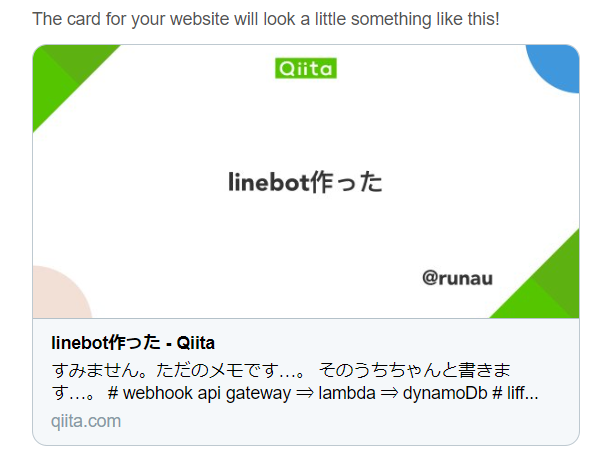 The card for your website will look a little something like this!
Qiita
linebot作った
@runau
linebot作った - Qiita
すみません。ただのメモです…。 そのうちちゃんと書きま
す…。 # webhook api gateway ⇒ lambda ⇒ dynamoDb # liff...
qiita.com